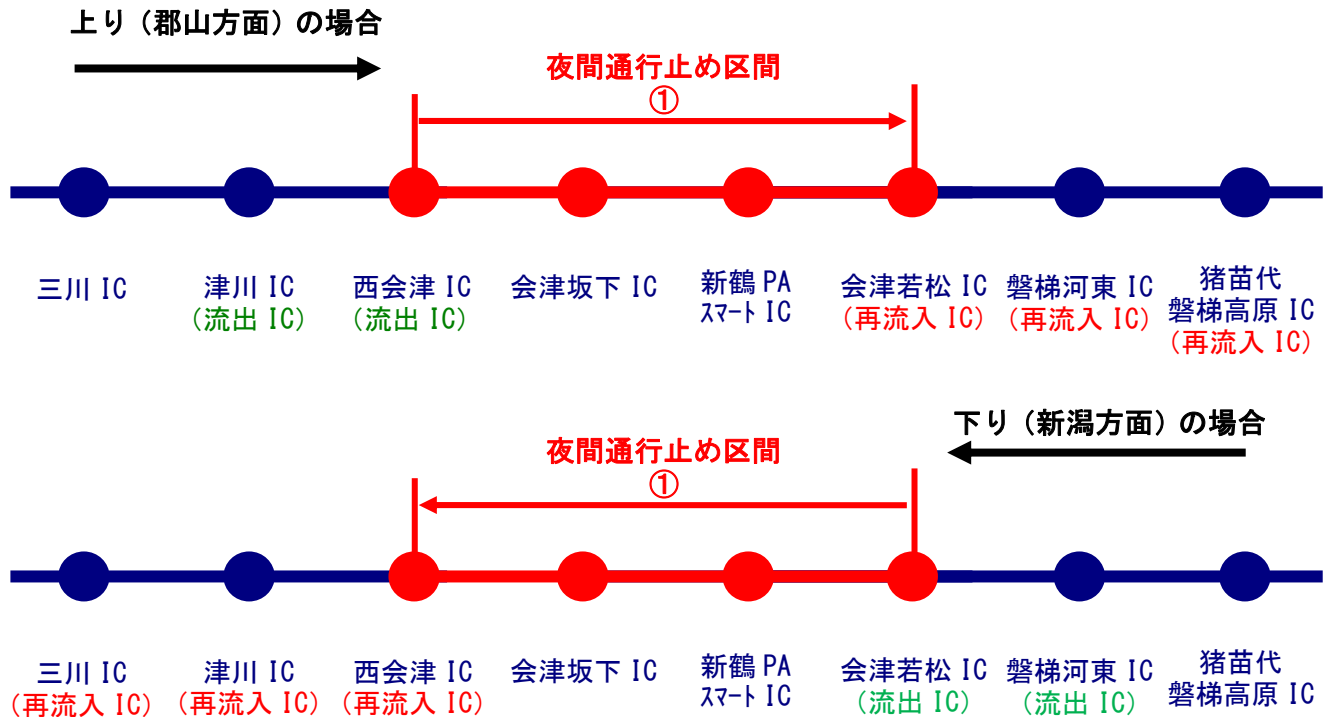 上り（郡山方面）の場合
夜間通行止め区間
①
三川 IC
津川 IC
（流出 IC）
西会津 IC
（流出 IC）
会津坂下 IC
新鶴 PA
スマート IC
会津若松 IC
（再流入 IC）
磐梯河東 IC
（再流入 IC）
猪苗代
磐梯高原 IC
（再流入 IC）
下り（新潟方面）の場合
夜間通行止め区間
①
三川 IC
（再流入 IC）
津川 IC
（再流入 IC）
西会津 IC
（再流入 IC）
会津坂下 IC
新鶴 PA
スマート IC
会津若松 IC
（流出 IC）
磐梯河東 IC
（流出 IC）
猪苗代
磐梯高原 IC